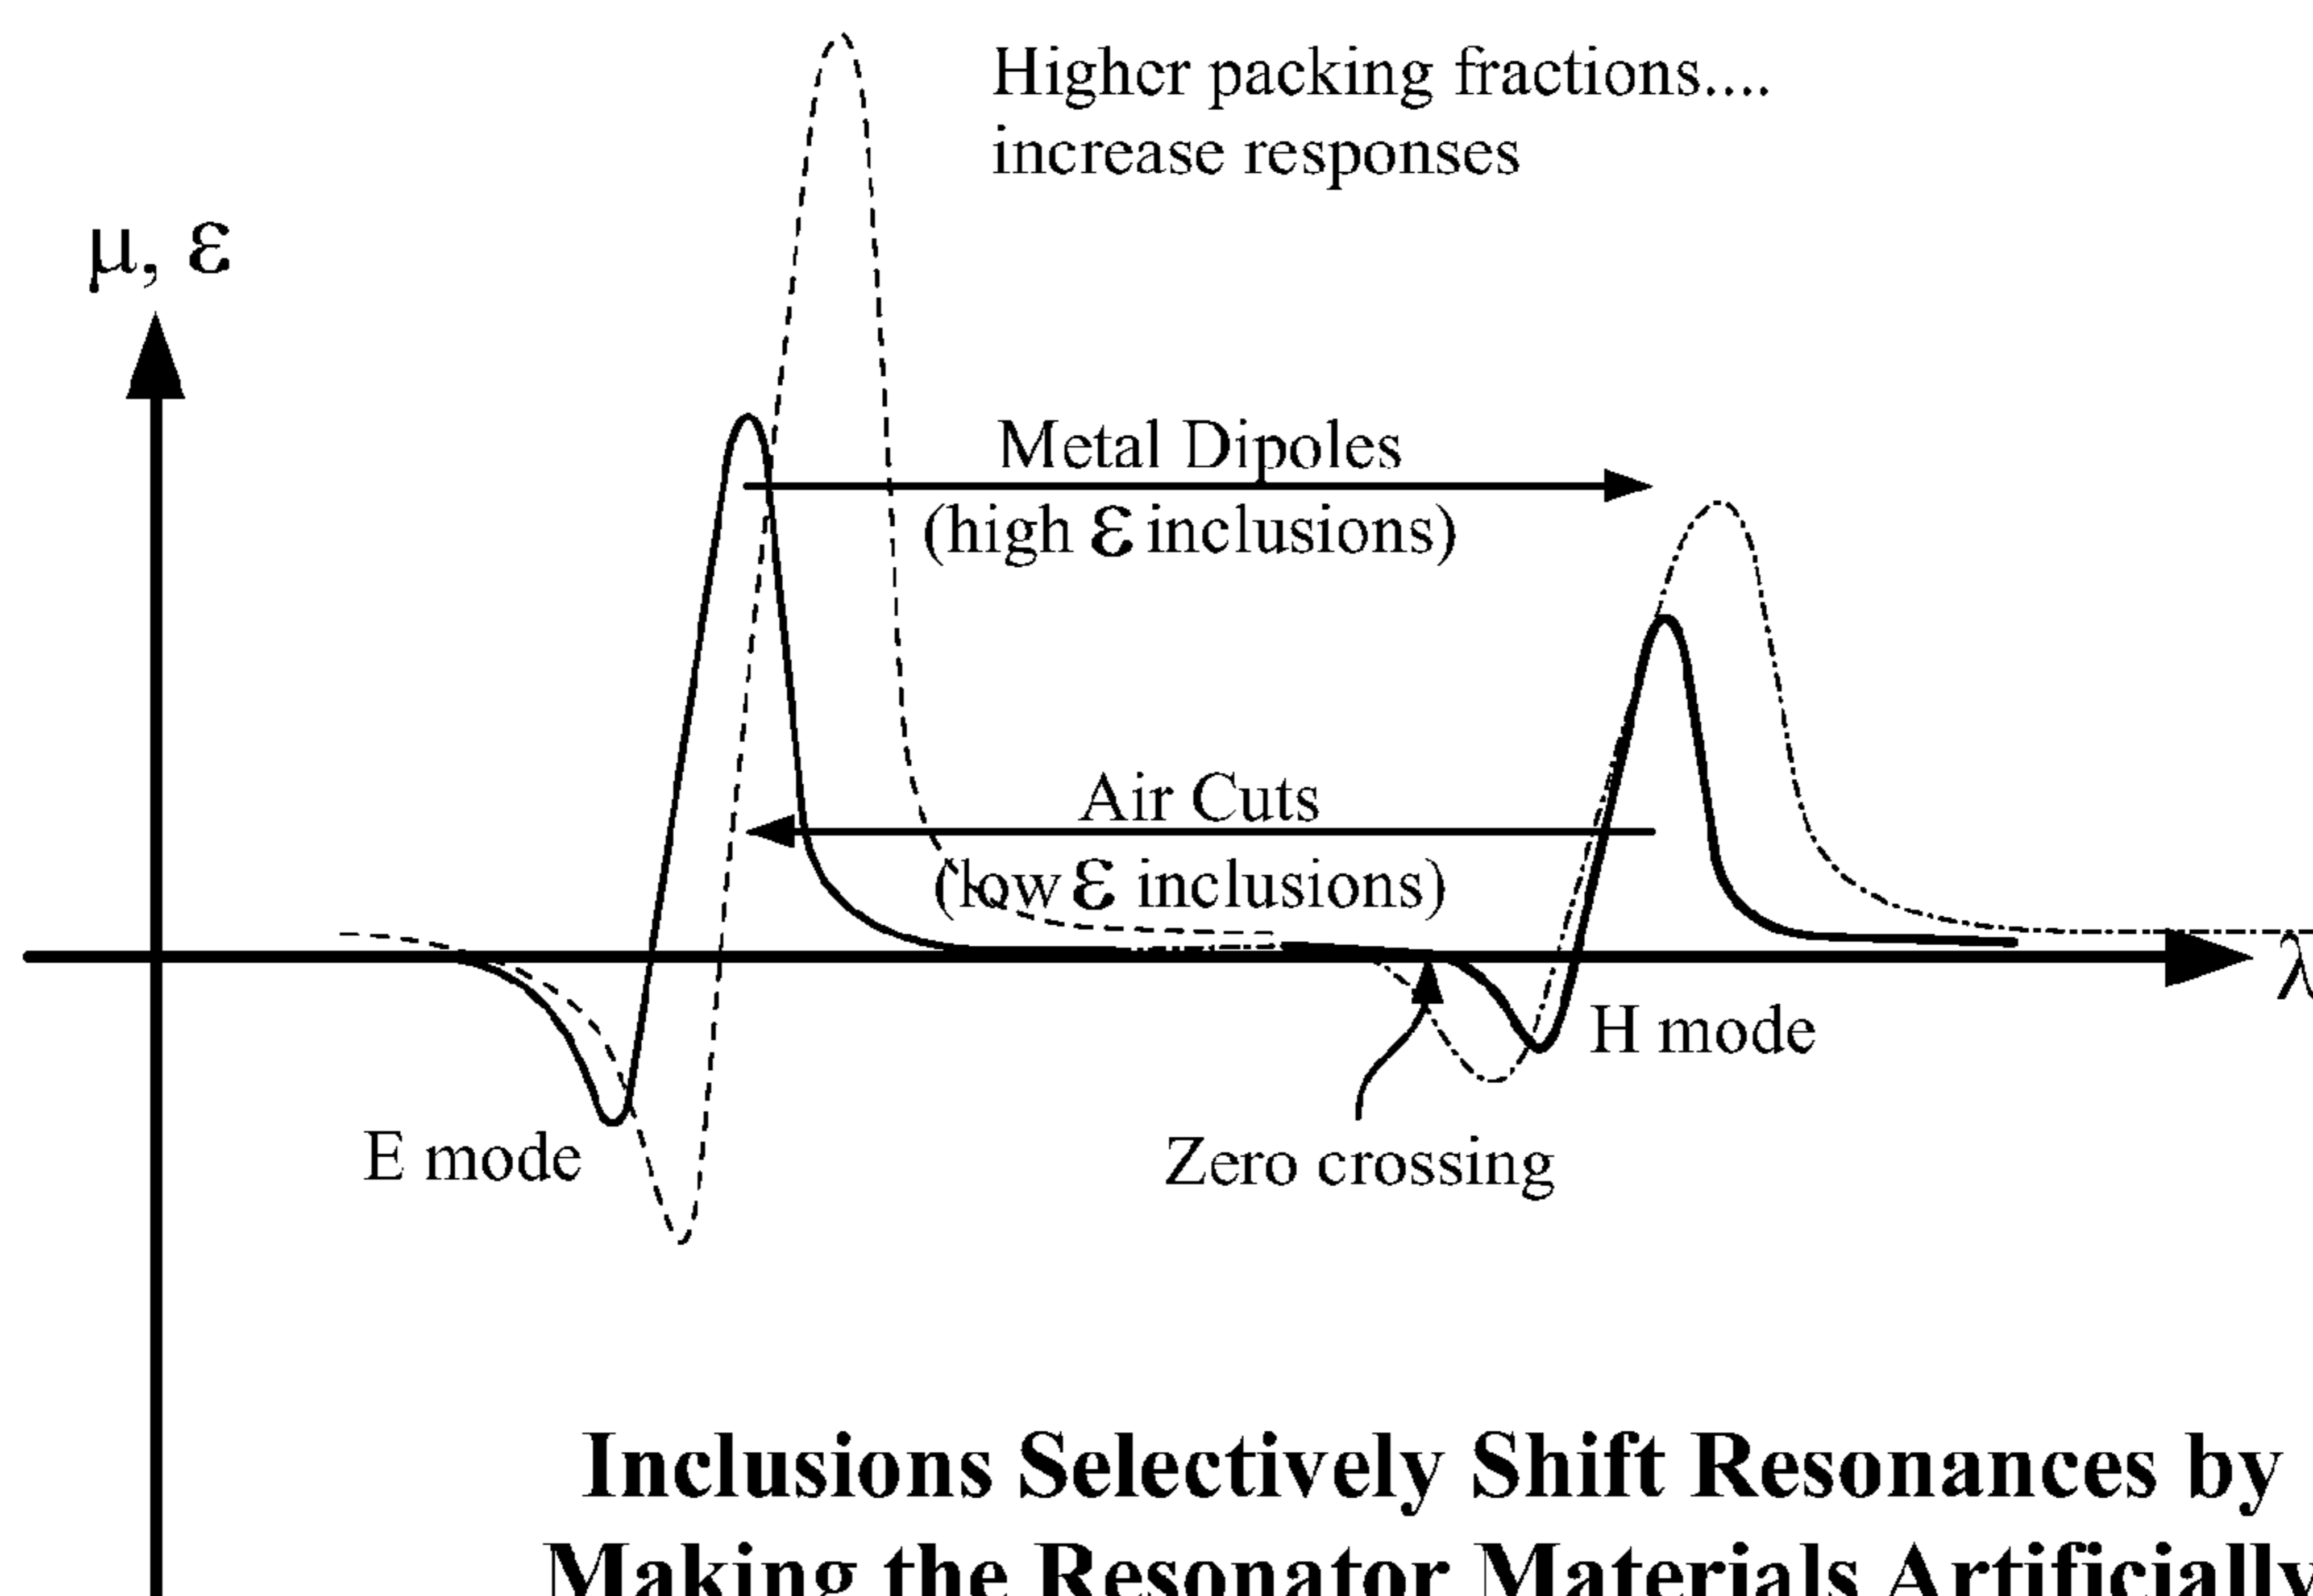 Higher packing fractions....
increase responses
μ, ε
Metal Dipoles
(high ε inclusions)
Air Cuts
(low ε inclusions)
λ
H mode
E mode
Zero crossing
Inclusions Selectively Shift Resonances by
Making the Resonator Materials Artificially